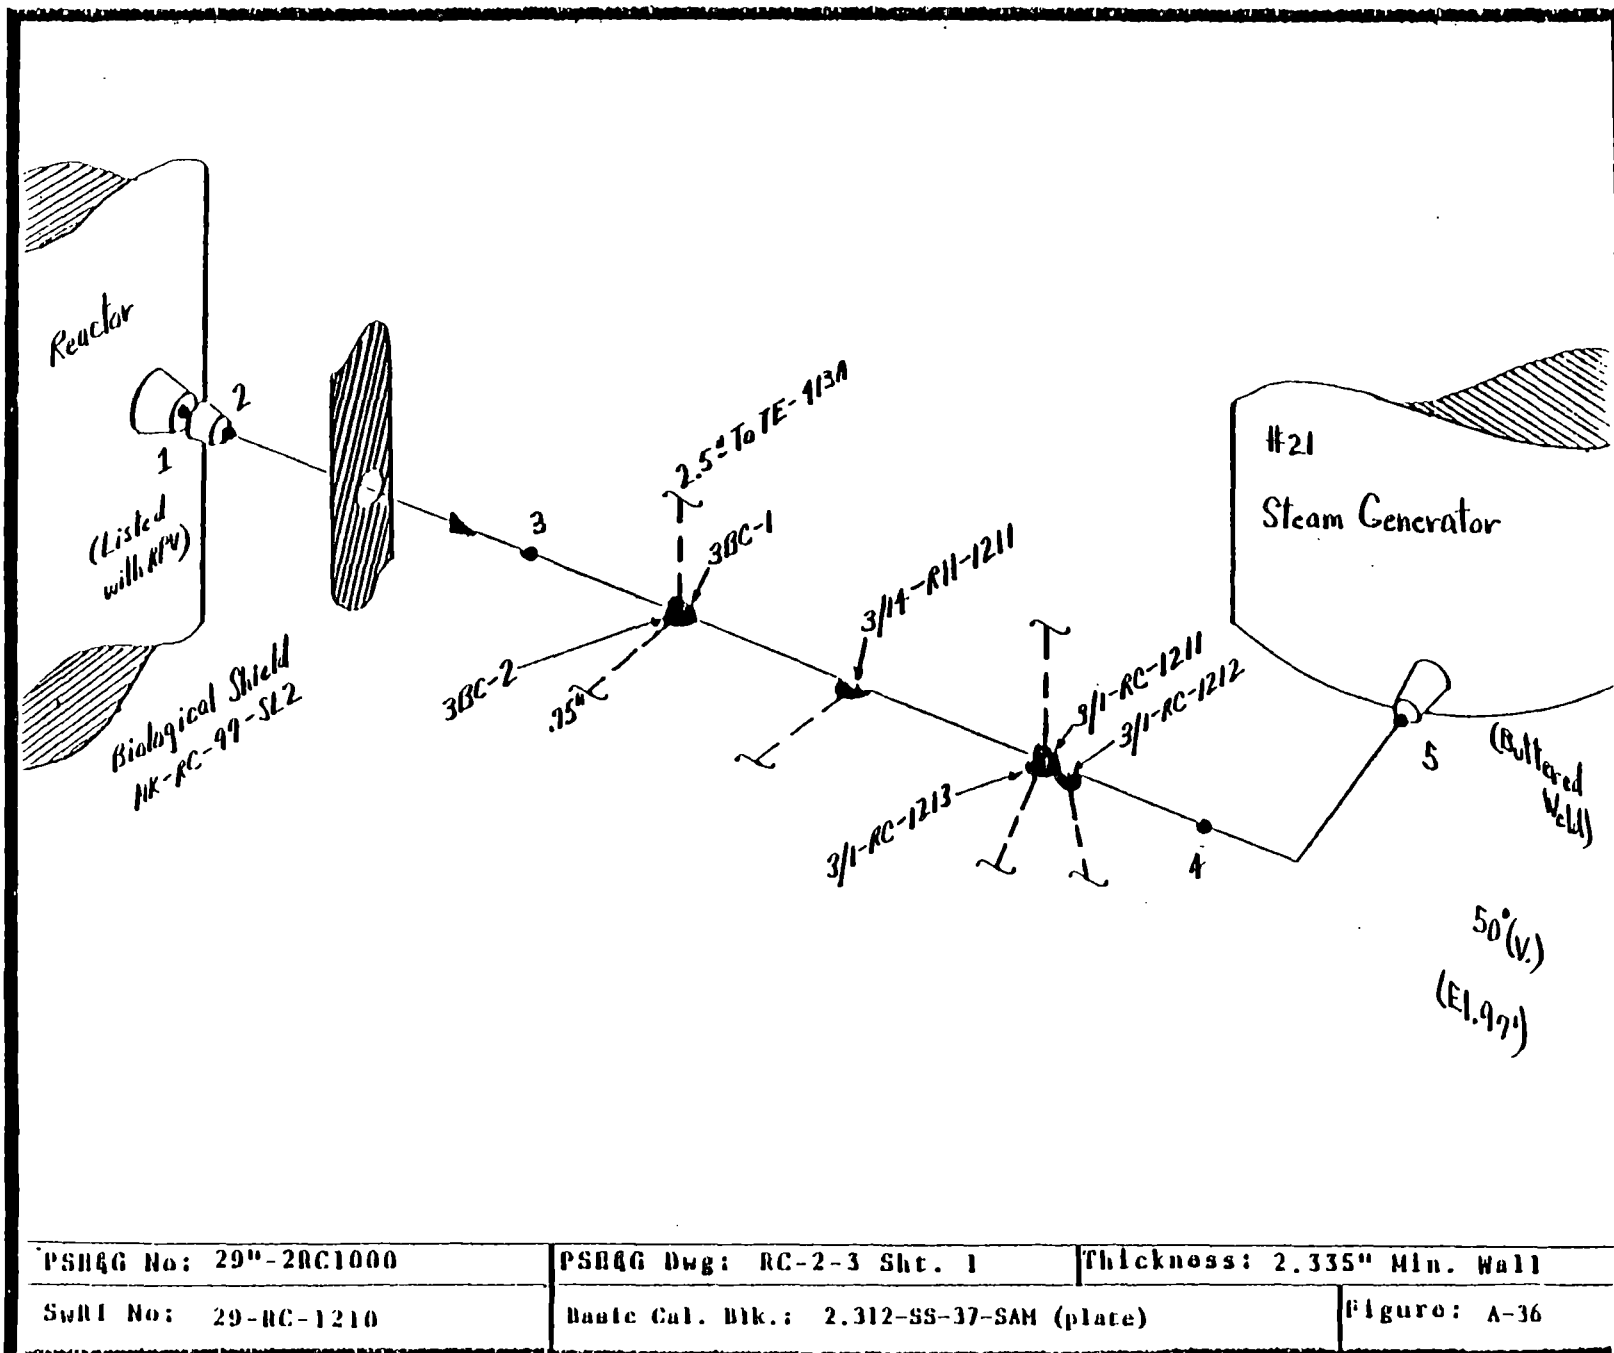 Reactor
1
2
(Listed
with RPV)
Biological Shield
MK-RC-99-SL2
3
2.5" To TE-413A
3BC-1
3BC-2
.75"
3/14-RH-1211
3/1-RC-1211
3/1-RC-1212
3/1-RC-1213
4
#21
Steam Generator
5
(Buttered
Weld)
50°(V.)
(El.97')
PSE&G No: 29"-2RC1000
PSE&G Dwg: RC-2-3 Sht. 1
Thickness: 2.335" Min. Wall
SwRI No: 29-RC-1210
Basic Cal. Blk.: 2.312-SS-37-SAM (plate)
Figure: A-36